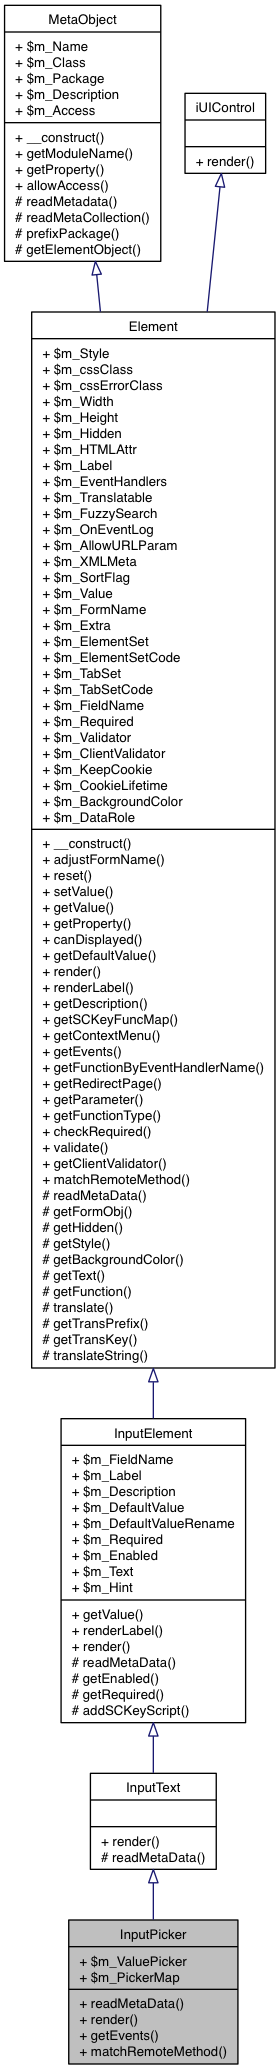 MetaObject
+ $m_Name
+ $m_Class
+ $m_Package
+ $m_Description
+ $m_Access
+ __construct()
+ getModuleName()
+ getProperty()
+ allowAccess()
# readMetadata()
# readMetaCollection()
# prefixPackage()
# getElementObject()
iUIControl
+ render()
Element
+ $m_Style
+ $m_cssClass
+ $m_cssErrorClass
+ $m_Width
+ $m_Height
+ $m_Hidden
+ $m_HTMLAttr
+ $m_Label
+ $m_EventHandlers
+ $m_Translatable
+ $m_FuzzySearch
+ $m_OnEventLog
+ $m_AllowURLParam
+ $m_XMLMeta
+ $m_SortFlag
+ $m_Value
+ $m_FormName
+ $m_Extra
+ $m_ElementSet
+ $m_ElementSetCode
+ $m_TabSet
+ $m_TabSetCode
+ $m_FieldName
+ $m_Required
+ $m_Validator
+ $m_ClientValidator
+ $m_KeepCookie
+ $m_CookieLifetime
+ $m_BackgroundColor
+ $m_DataRole
+ __construct()
+ adjustFormName()
+ reset()
+ setValue()
+ getValue()
+ getProperty()
+ canDisplayed()
+ getDefaultValue()
+ render()
+ renderLabel()
+ getDescription()
+ getSCKeyFuncMap()
+ getContextMenu()
+ getEvents()
+ getFunctionByEventHandlerName()
+ getRedirectPage()
+ getParameter()
+ getFunctionType()
+ checkRequired()
+ validate()
+ getClientValidator()
+ matchRemoteMethod()
# readMetaData()
# getFormObj()
# getHidden()
# getStyle()
# getBackgroundColor()
# getText()
# getFunction()
# translate()
# getTransPrefix()
# getTransKey()
# translateString()
InputElement
+ $m_FieldName
+ $m_Label
+ $m_Description
+ $m_DefaultValue
+ $m_DefaultValueRename
+ $m_Required
+ $m_Enabled
+ $m_Text
+ $m_Hint
+ getValue()
+ renderLabel()
+ render()
# readMetaData()
# getEnabled()
# getRequired()
# addSCKeyScript()
InputText
+ render()
# readMetaData()
InputPicker
+ $m_ValuePicker
+ $m_PickerMap
+ readMetaData()
+ render()
+ getEvents()
+ matchRemoteMethod()